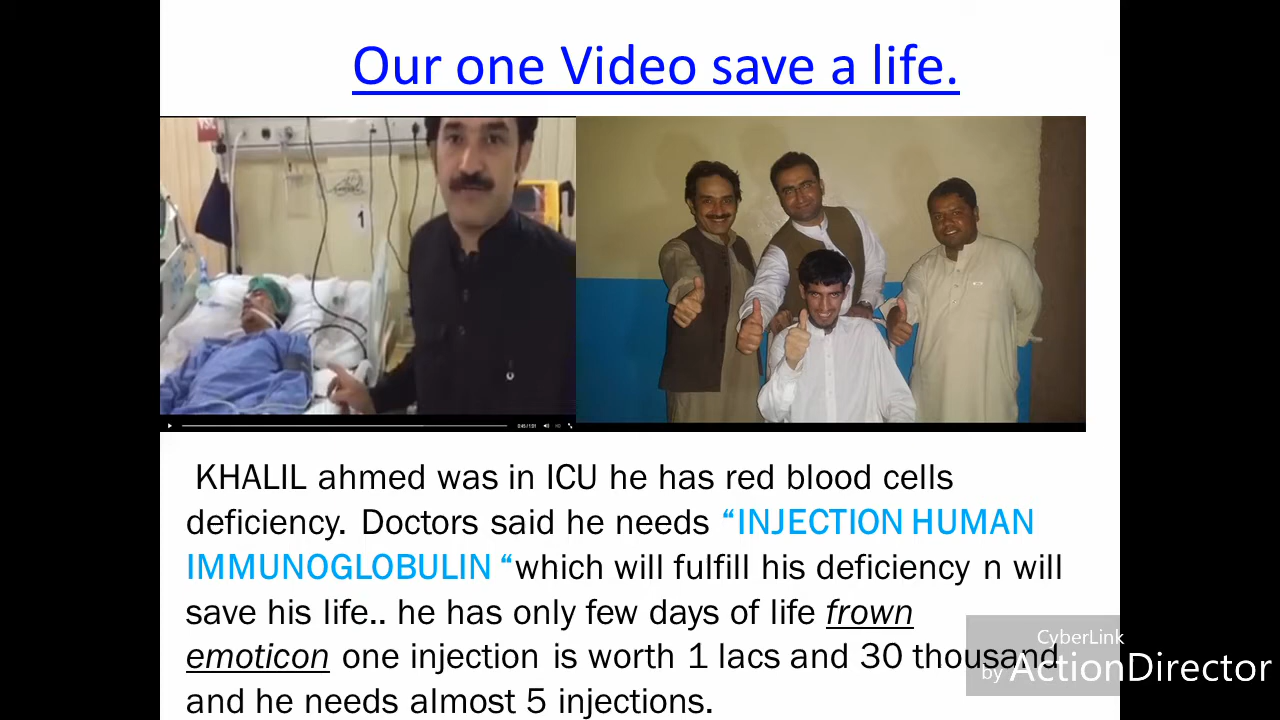 Our one Video save a life.
1
KHALIL ahmed was in ICU he has red blood cells
deficiency. Doctors said he needs “INJECTION HUMAN
IMMUNOGLOBULIN “which will fulfill his deficiency n will
save his life.. he has only few days of life frown
emoticon one injection is worth 1 lacs and 30 thousand
and he needs almost 5 injections.
CyberLink
by ActionDirector